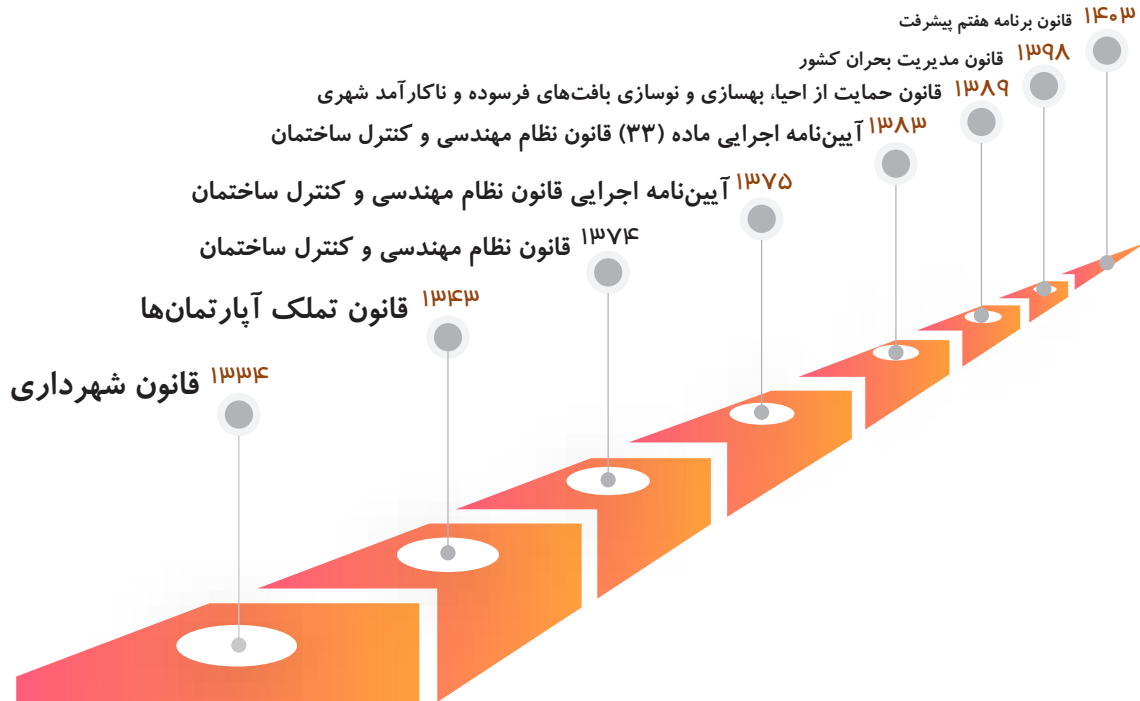 ۱۴۰۳ قانون برنامه هفتم پیشرفت
۱۳۹۸ قانون مدیریت بحران کشور
۱۳۸۹ قانون حمایت از احیا، بهسازی و نوسازی بافت‌های فرسوده و ناکارآمد شهری
۱۳۸۳ آیین‌نامه اجرایی ماده (۳۳) قانون نظام مهندسی و کنترل ساختمان
۱۳۷۵ آیین‌نامه اجرایی قانون نظام مهندسی و کنترل ساختمان
۱۳۷۴ قانون نظام مهندسی و کنترل ساختمان
۱۳۴۳ قانون تملک آپارتمان‌ها
۱۳۳۴ قانون شهرداری